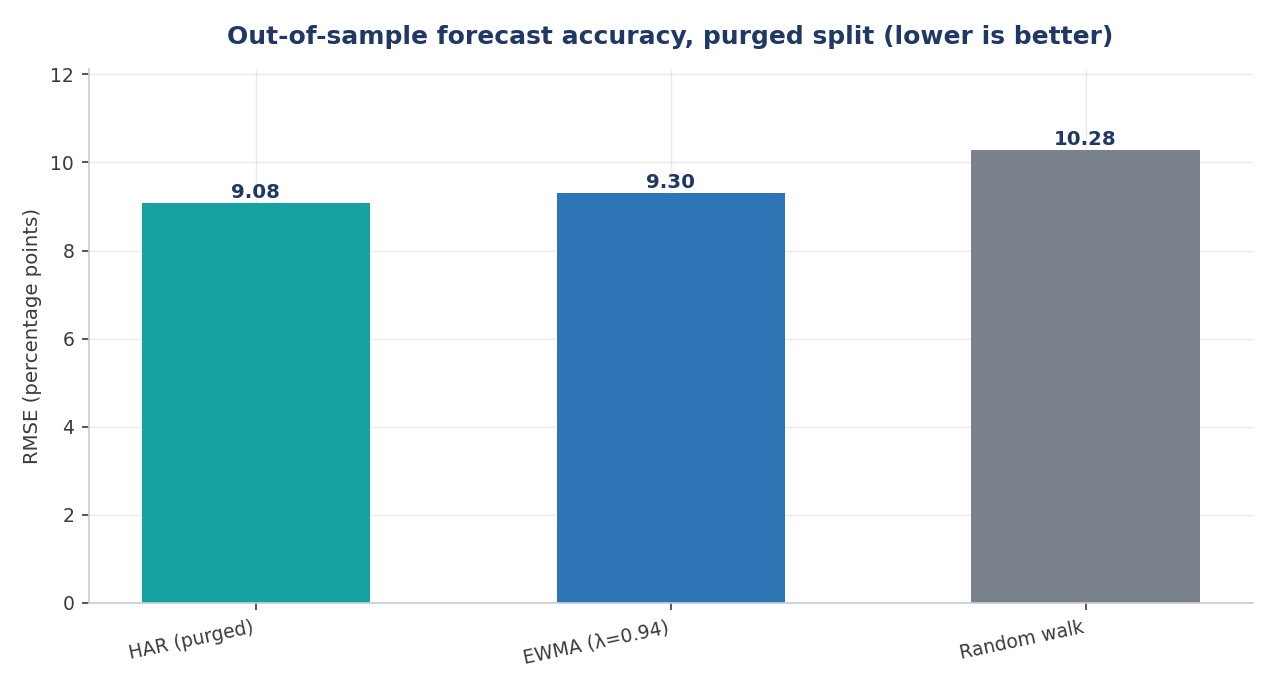 Out-of-sample forecast accuracy, purged split (lower is better)
RMSE (percentage points)
12
10
8
6
4
2
0
9.08
9.30
10.28
HAR (purged)
EWMA (λ=0.94)
Random walk